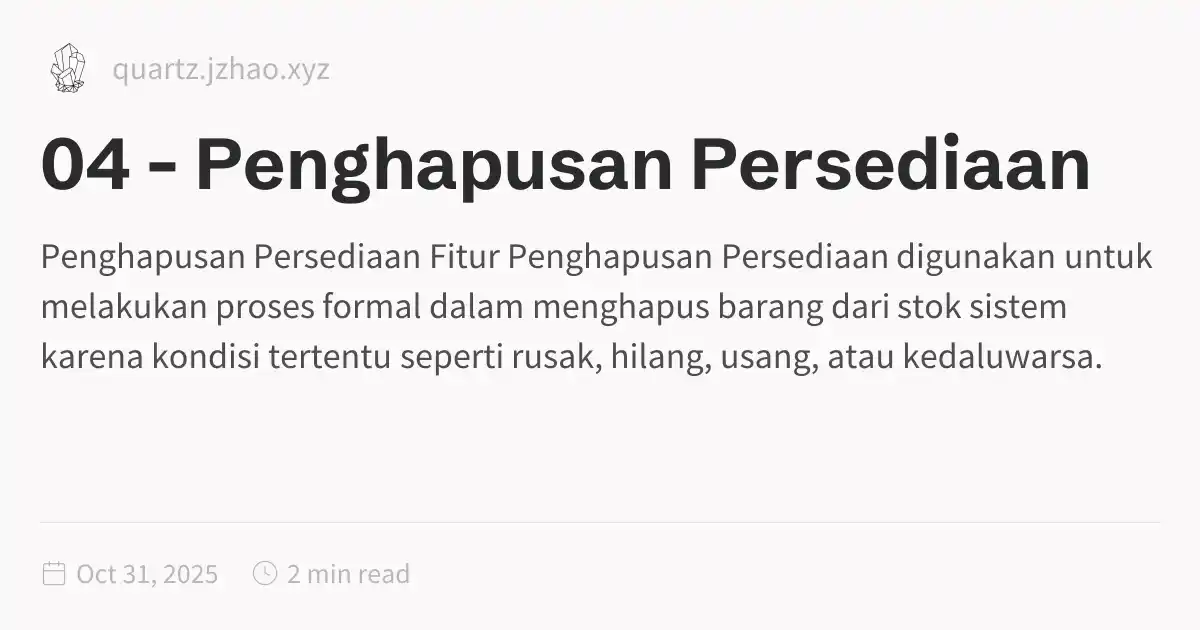 quartz.jzhao.xyz
04 - Penghapusan Persediaan
Penghapusan Persediaan Fitur Penghapusan Persediaan digunakan untuk
melakukan proses formal dalam menghapus barang dari stok sistem
karena kondisi tertentu seperti rusak, hilang, usang, atau kedaluwarsa.
Oct 31, 2025 2 min read